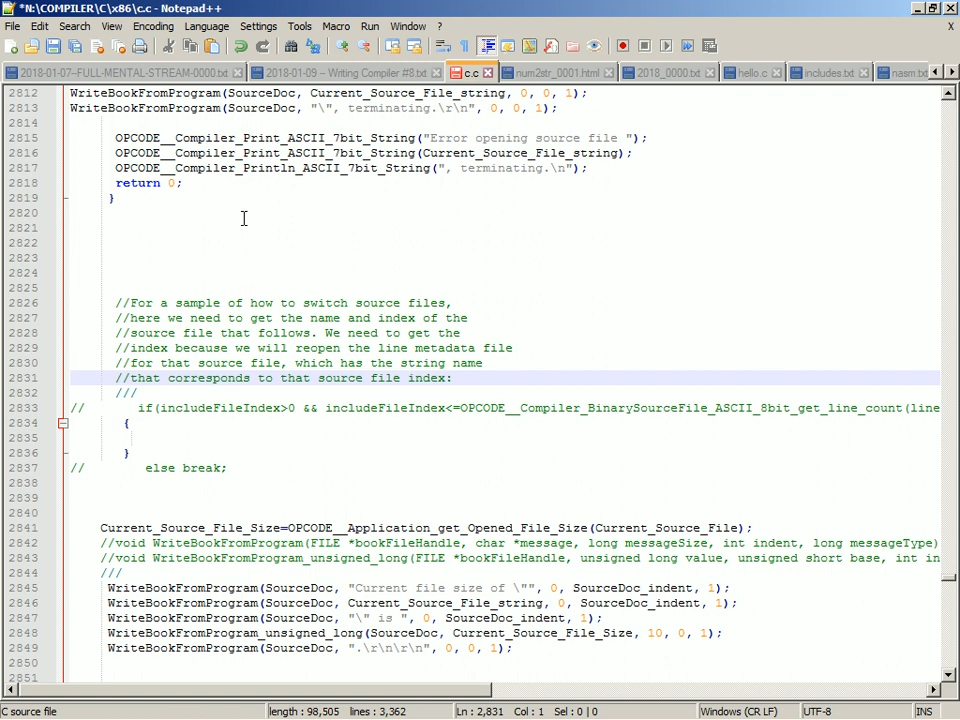 *N:\COMPILER\C\x86\c.c - Notepad++
File Edit Search View Encoding Language Settings Tools Macro Run Window ? X
2018-01-07-FULL-MENTAL-STREAM-0000.txt 2018-01-09 -- Writing Compiler #8.txt c.c num2str_0001.html 2018_0000.txt hello.c includes.txt nasm.tx
2812 WriteBookFromProgram(SourceDoc, Current_Source_File_string, 0, 0, 1);
2813 WriteBookFromProgram(SourceDoc, "\", terminating.\r\n", 0, 0, 1);
2814
2815 OPCODE__Compiler_Print_ASCII_7bit_String("Error opening source file ");
2816 OPCODE__Compiler_Print_ASCII_7bit_String(Current_Source_File_string);
2817 OPCODE__Compiler_Println_ASCII_7bit_String(", terminating.\n");
2818 return 0;
2819 }
2820
2821
2822
2823
2824
2825
2826 //For a sample of how to switch source files,
2827 //here we need to get the name and index of the
2828 //source file that follows. We need to get the
2829 //index because we will reopen the line metadata file
2830 //for that source file, which has the string name
2831 //that corresponds to that source file index:
2832 ///
2833 // if(includeFileIndex>0 && includeFileIndex<=OPCODE__Compiler_BinarySourceFile_ASCII_8bit_get_line_count(line
2834 {
2835
2836 }
2837 // else break;
2838
2839
2840
2841 Current_Source_File_Size=OPCODE__Application_get_Opened_File_Size(Current_Source_File);
2842 //void WriteBookFromProgram(FILE *bookFileHandle, char *message, long messageSize, int indent, long messageType)
2843 //void WriteBookFromProgram_unsigned_long(FILE *bookFileHandle, unsigned long value, unsigned short base, int in
2844 ///
2845 WriteBookFromProgram(SourceDoc, "Current file size of \"", 0, SourceDoc_indent, 1);
2846 WriteBookFromProgram(SourceDoc, Current_Source_File_string, 0, SourceDoc_indent, 1);
2847 WriteBookFromProgram(SourceDoc, "\" is ", 0, SourceDoc_indent, 1);
2848 WriteBookFromProgram_unsigned_long(SourceDoc, Current_Source_File_Size, 10, 0, 1);
2849 WriteBookFromProgram(SourceDoc, ".\r\n\r\n", 0, 0, 1);
2850
2851
C source file length : 98,505 lines : 3,362 Ln : 2,831 Col : 1 Sel : 0 | 0 Windows (CR LF) UTF-8 INS